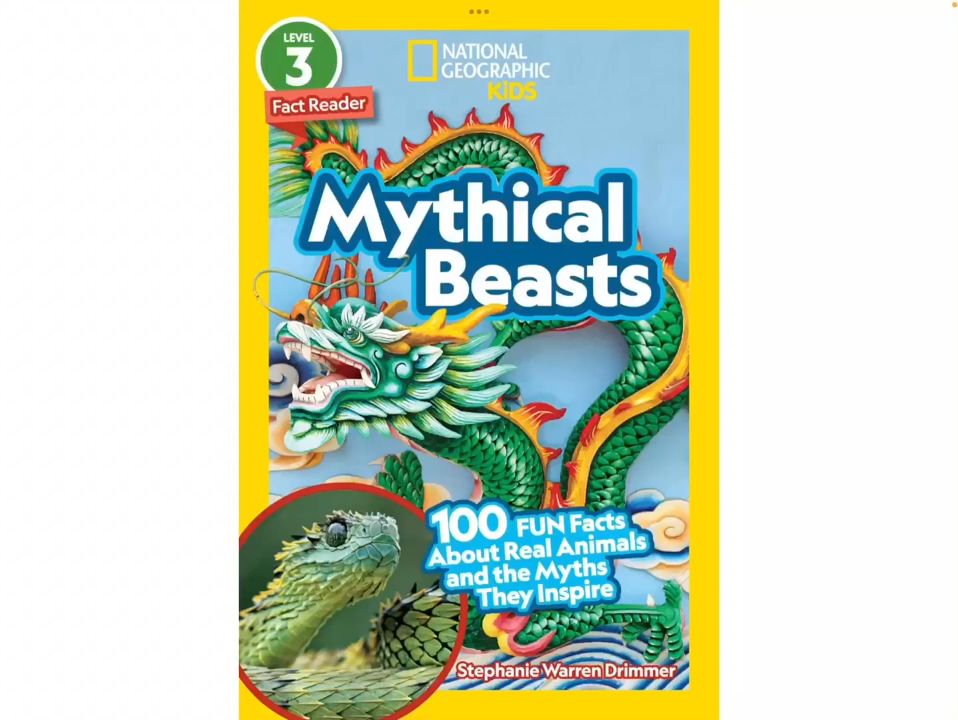 LEVEL
3
Fact Reader
NATIONAL
GEOGRAPHIC
KiDS
Mythical
Beasts
100 FUN Facts
About Real Animals
and the Myths
They Inspire
Stephanie Warren Drimmer